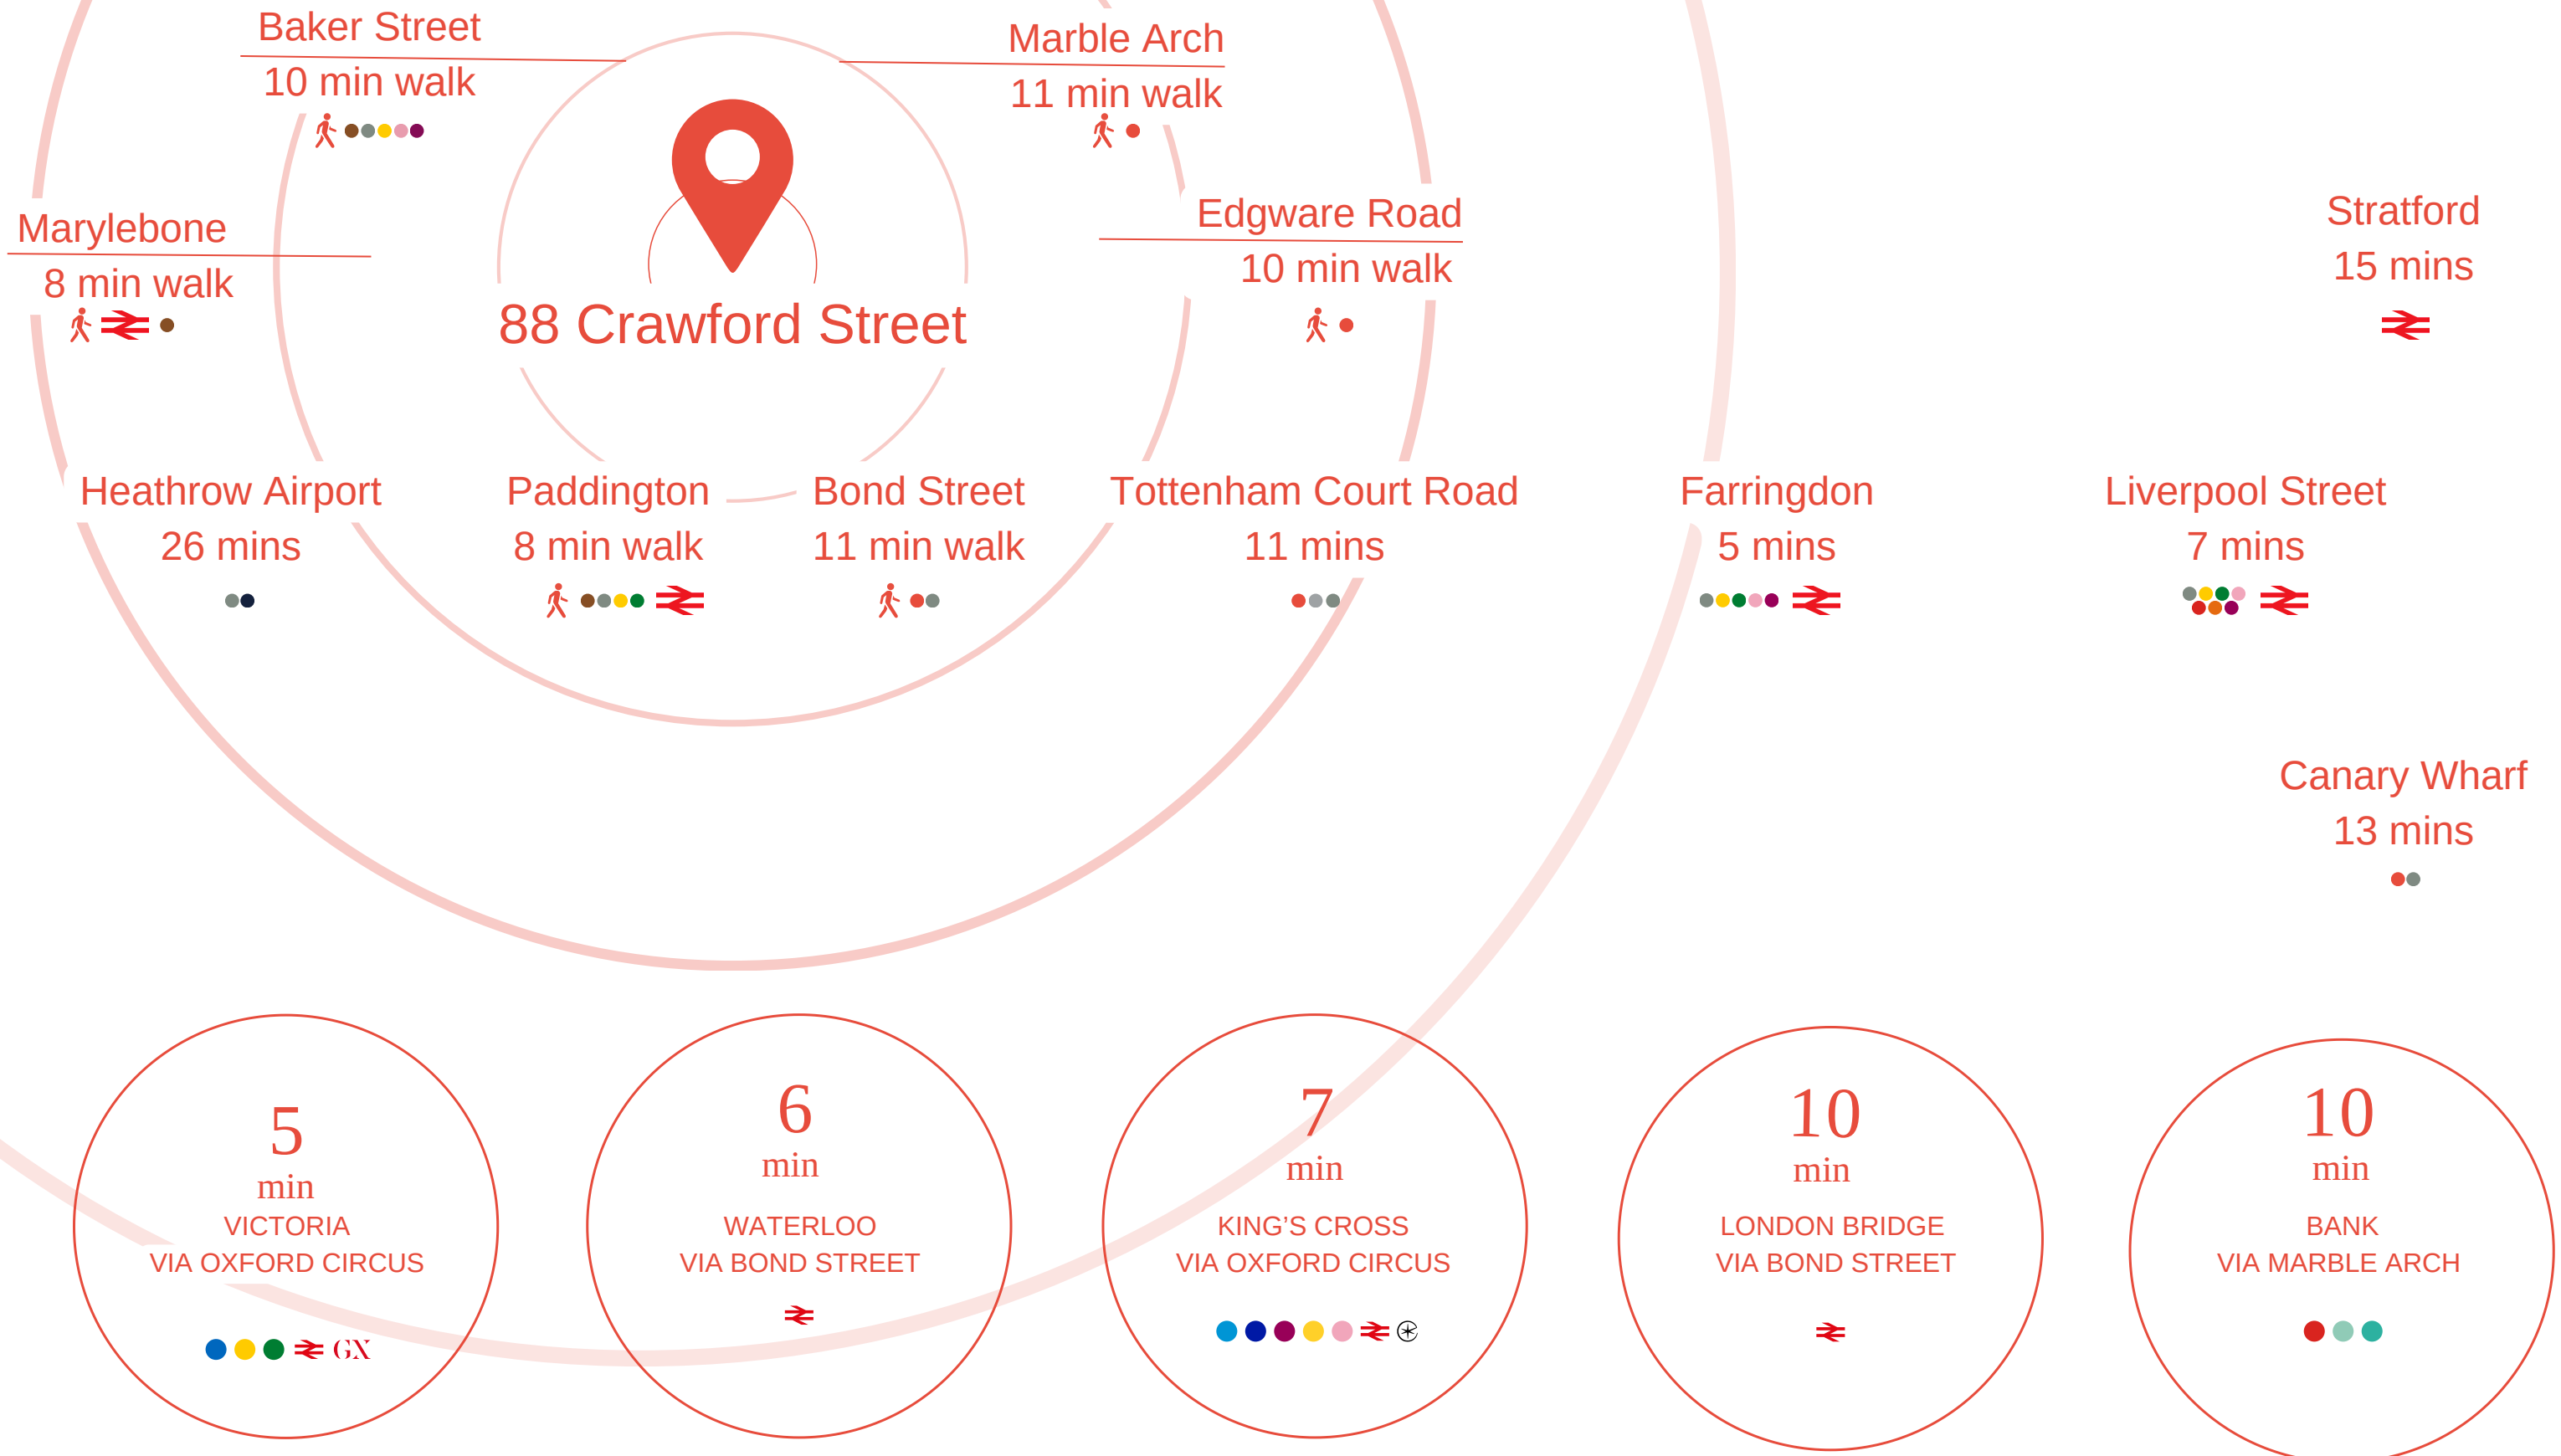 Baker Street
10 min walk
Marble Arch
11 min walk
Marylebone
8 min walk
Edgware Road
10 min walk
Stratford
15 mins
88 Crawford Street
Heathrow Airport
26 mins
Paddington
8 min walk
Bond Street
11 min walk
Tottenham Court Road
11 mins
Farringdon
5 mins
Liverpool Street
7 mins
Canary Wharf
13 mins
5
min
VICTORIA
VIA OXFORD CIRCUS
GX
6
min
WATERLOO
VIA BOND STREET
7
min
KING’S CROSS
VIA OXFORD CIRCUS
10
min
LONDON BRIDGE
VIA BOND STREET
10
min
BANK
VIA MARBLE ARCH